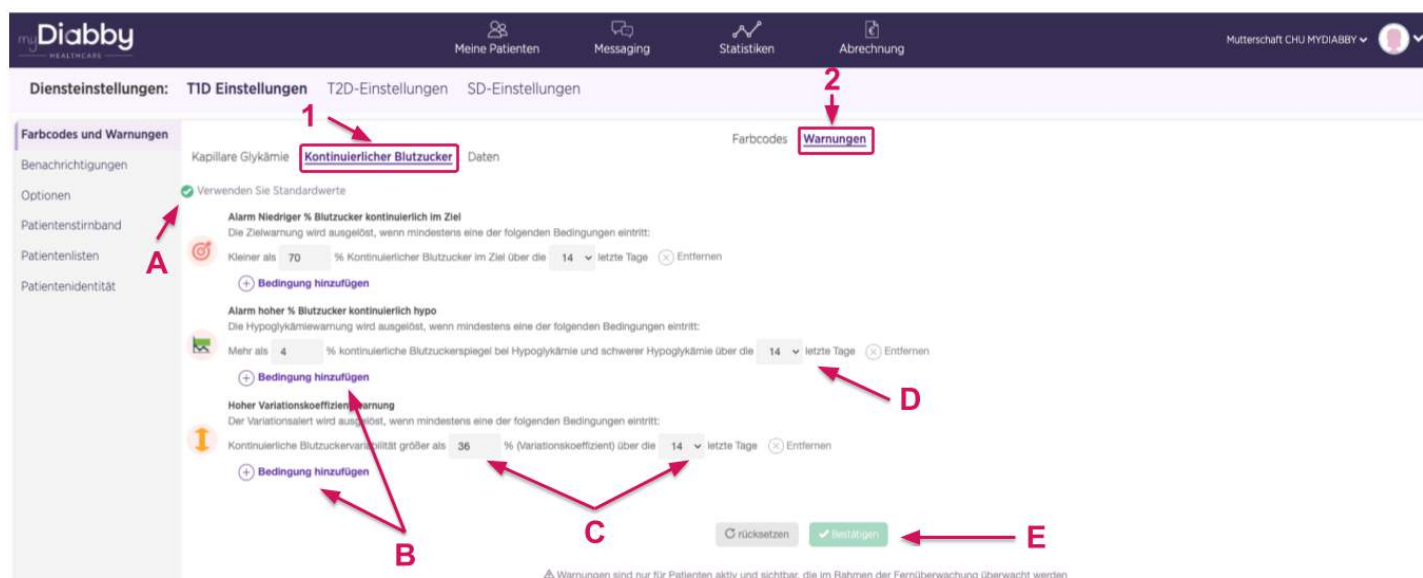 myDiabby
HEALTHCARE
Meine Patienten Messaging Statistiken Abrechnung
Mutterschaft CHU MYDIABBY
Diensteinstellungen: T1D Einstellungen T2D-Einstellungen SD-Einstellungen
1 2
Farbcodes und Warnungen
Benachrichtigungen
Optionen
Patientenstirnband
Patientenlisten
Patientenidentität
Farbcodes Warnungen
Kapillare Glykämie Kontinuierlicher Blutzucker Daten
Verwenden Sie Standardwerte
A
Alarm Niedriger % Blutzucker kontinuierlich im Ziel
Die Zielwarnung wird ausgelöst, wenn mindestens eine der folgenden Bedingungen eintritt:
Kleiner als 70 % Kontinuierlicher Blutzucker im Ziel über die 14 letzte Tage Entfernen
Bedingung hinzufügen
Alarm hoher % Blutzucker kontinuierlich hypo
Die Hypoglykämiewarnung wird ausgelöst, wenn mindestens eine der folgenden Bedingungen eintritt:
Mehr als 4 % kontinuierliche Blutzuckerspiegel bei Hypoglykämie und schwerer Hypoglykämie über die 14 letzte Tage Entfernen
Bedingung hinzufügen
D
Hoher Variationskoeffizien warnung
Der Variationsalert wird ausgelöst, wenn mindestens eine der folgenden Bedingungen eintritt:
Kontinuierliche Blutzuckervariabilität größer als 36 % (Variationskoeffizient) über die 14 letzte Tage Entfernen
Bedingung hinzufügen
B C
rücksetzen Bestätigen
E
Warnungen sind nur für Patienten aktiv und sichtbar, die im Rahmen der Fernüberwachung überwacht werden